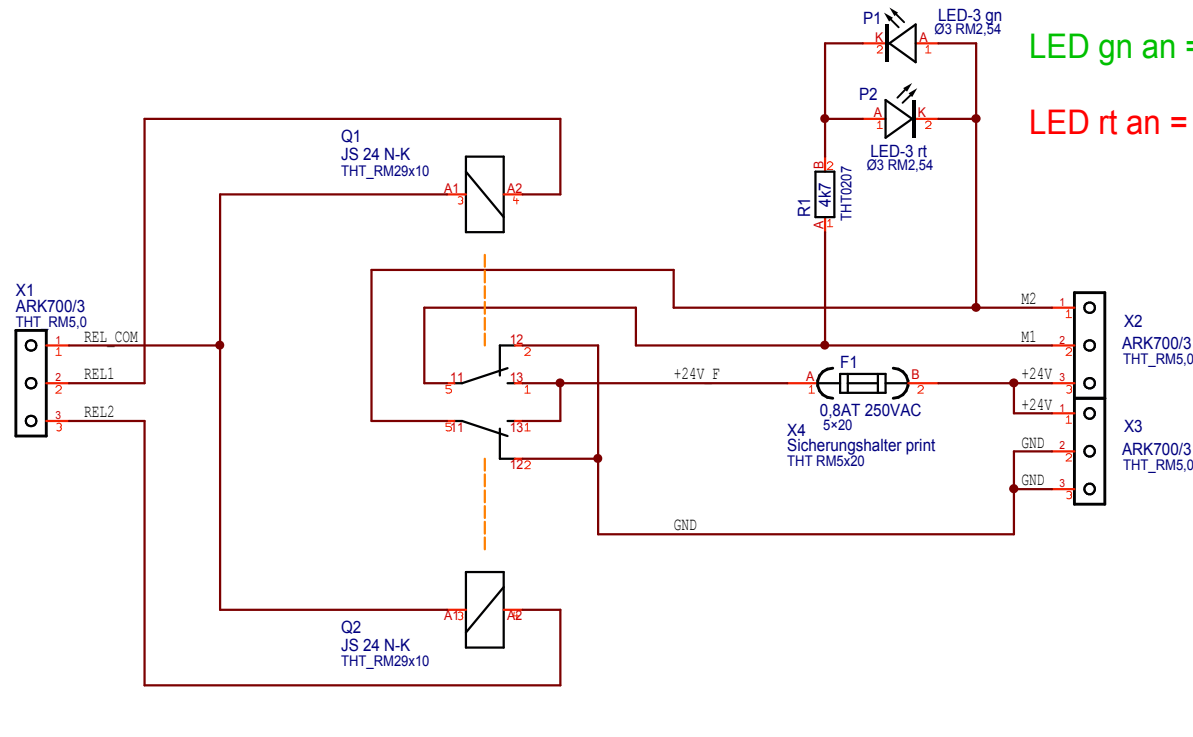 P1
LED-3 gn
Ø3 RM2,54
K
2
A
1
LED gn an =
P2
A
1
K
2
LED rt an =
LED-3 rt
Ø3 RM2,54
Q1
JS 24 N-K
THT_RM29x10
A1
3
A2
4
B
2
R1
4k7
THT0207
A
1
X1
ARK700/3
THT_RM5,0
1
1
REL_COM
2
2
REL1
3
3
REL2
M2
1
1
M1
2
2
+24V
3
3
X2
ARK700/3
THT_RM5,0
12
2
11
5
13
1
+24V_F
A
1
F1
B
2
0,8AT 250VAC
5×20
X4
Sicherungshalter print
THT RM5x20
+24V
1
1
GND
2
2
GND
3
3
X3
ARK700/3
THT_RM5,0
5
11
13
1
12
2
GND
A1
3
A2
Q2
JS 24 N-K
THT_RM29x10